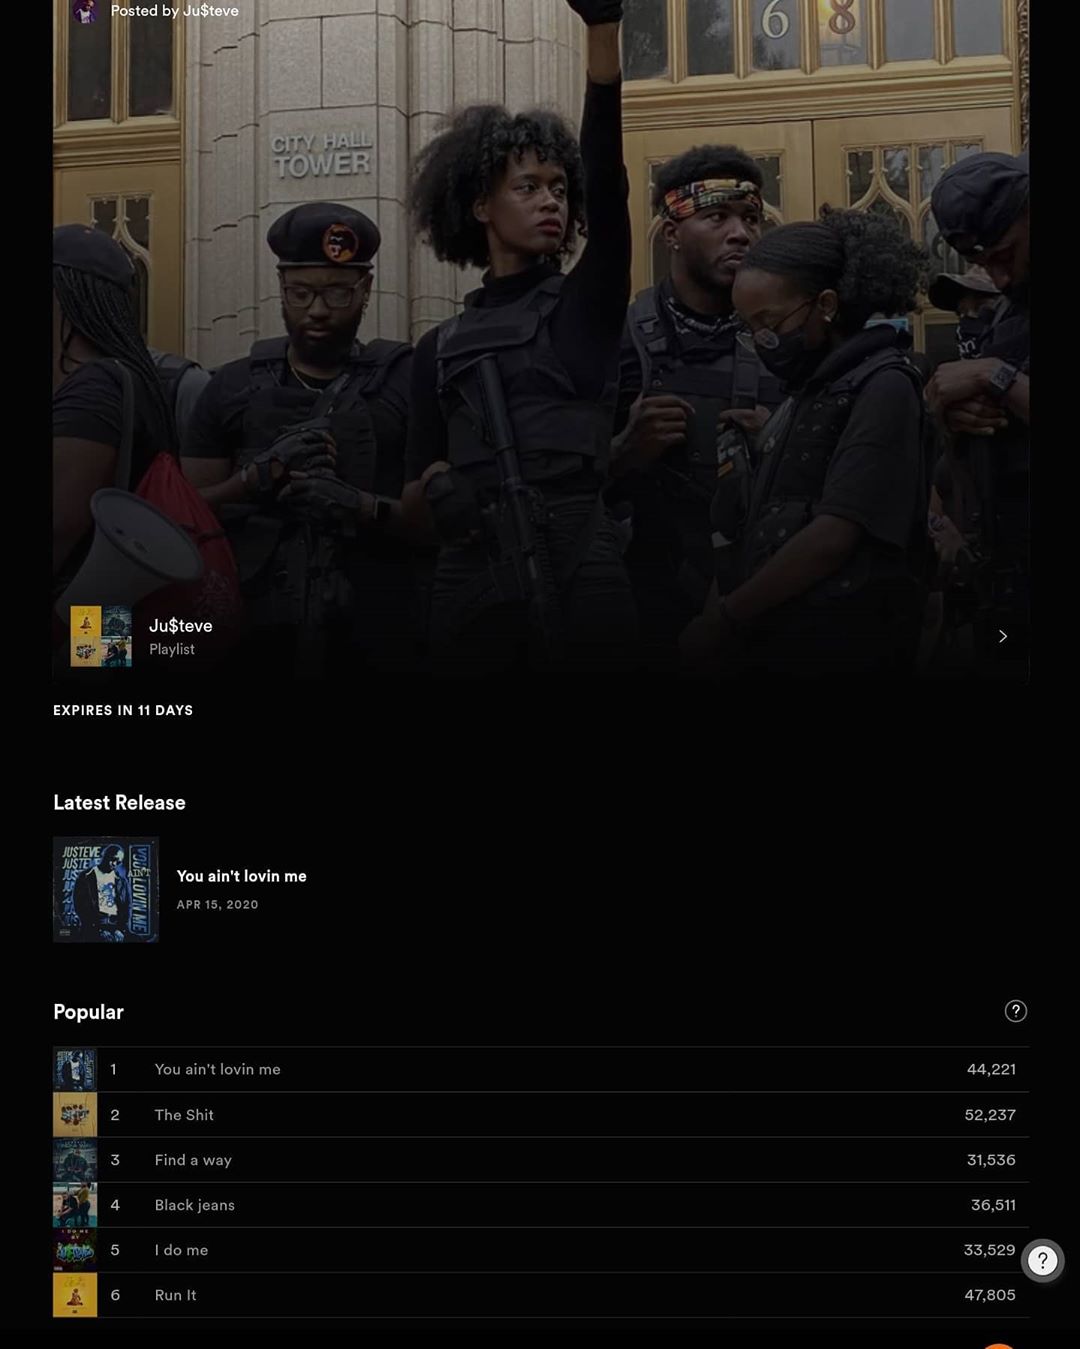 Posted by Ju$teve
68
CITY HALL
TOWER
Ju$teve
Playlist
EXPIRES IN 11 DAYS
Latest Release
JUSTEVE
YOU
AIN'T
LOVIN ME
You ain't lovin me
APR 15, 2020
Popular
?
1 You ain't lovin me 44,221
2 The Shit 52,237
3 Find a way 31,536
4 Black jeans 36,511
5 I do me 33,529
?
6 Run It 47,805